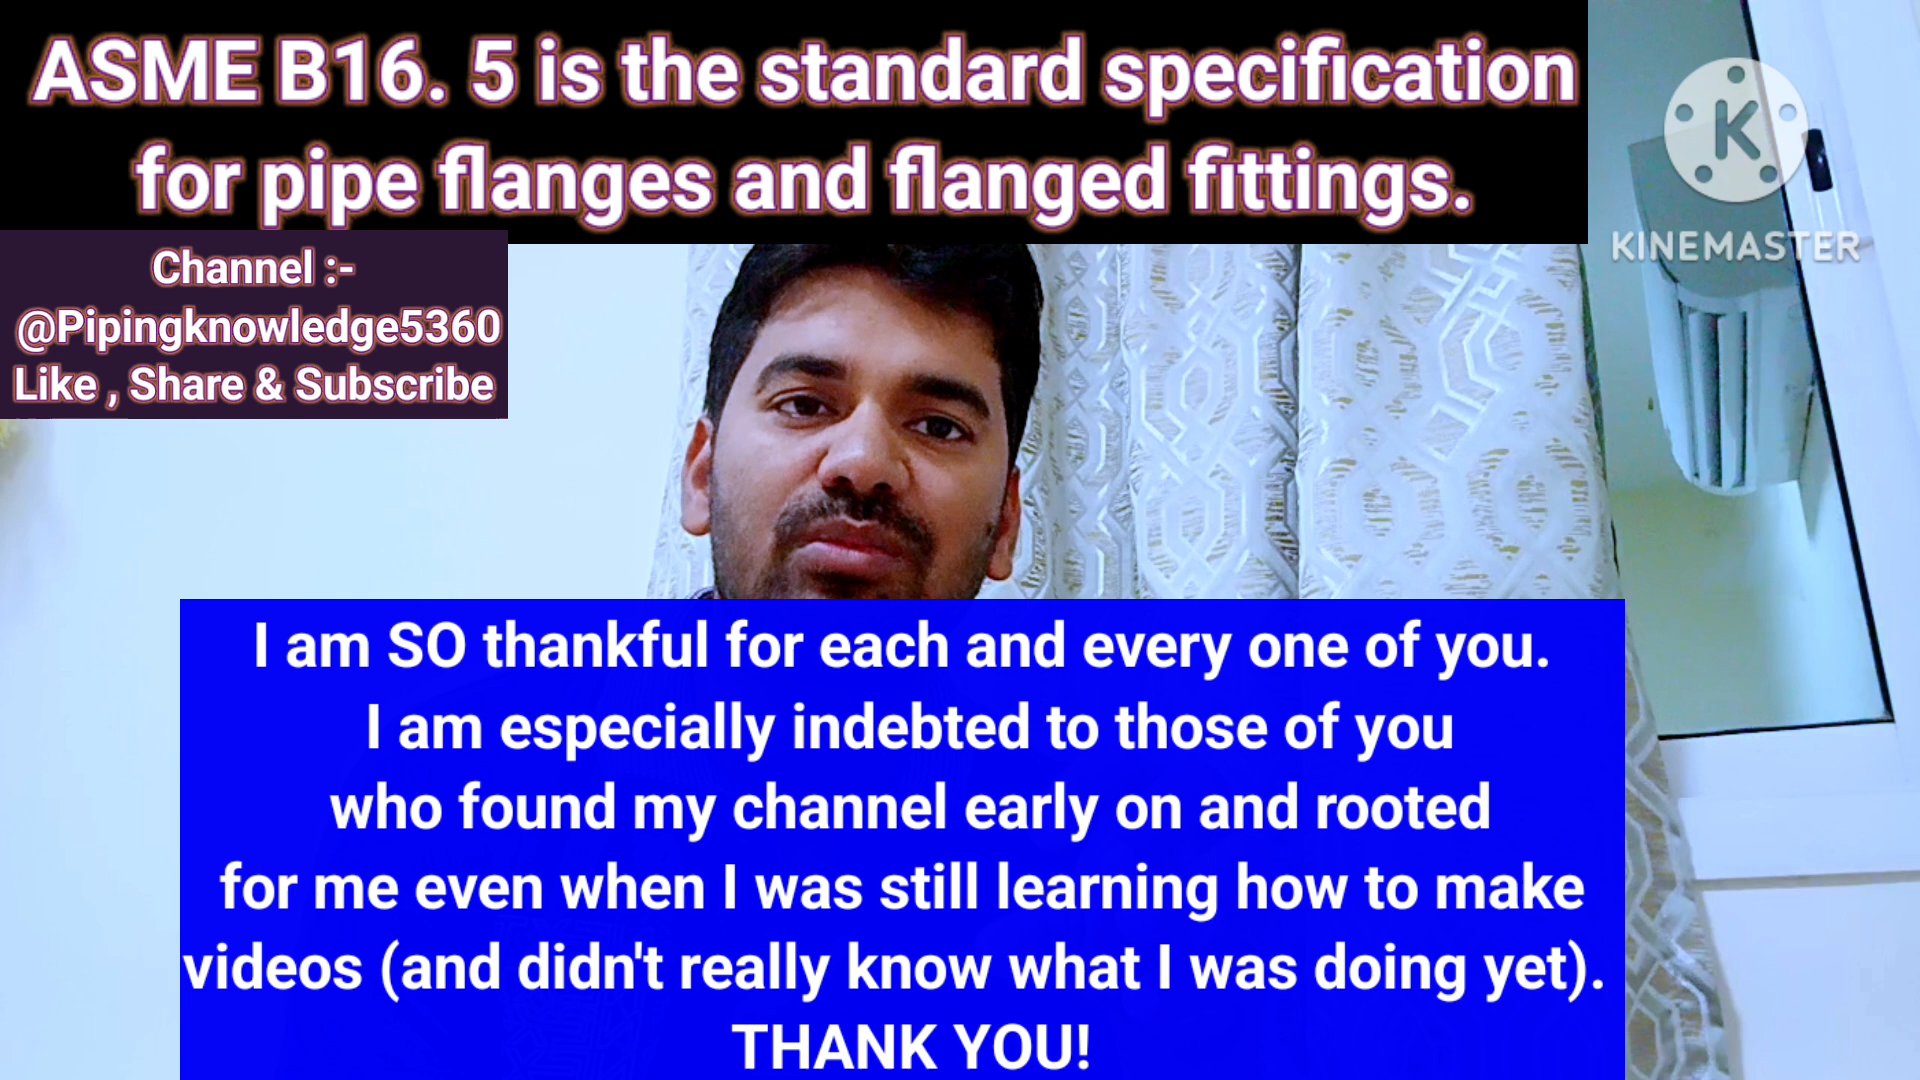 ASME B16. 5 is the standard specification
for pipe flanges and flanged fittings.
K
KINEMASTER
Channel :-
@Pipingknowledge5360
Like , Share & Subscribe
I am SO thankful for each and every one of you.
I am especially indebted to those of you
who found my channel early on and rooted
for me even when I was still learning how to make
videos (and didn't really know what I was doing yet).
THANK YOU!